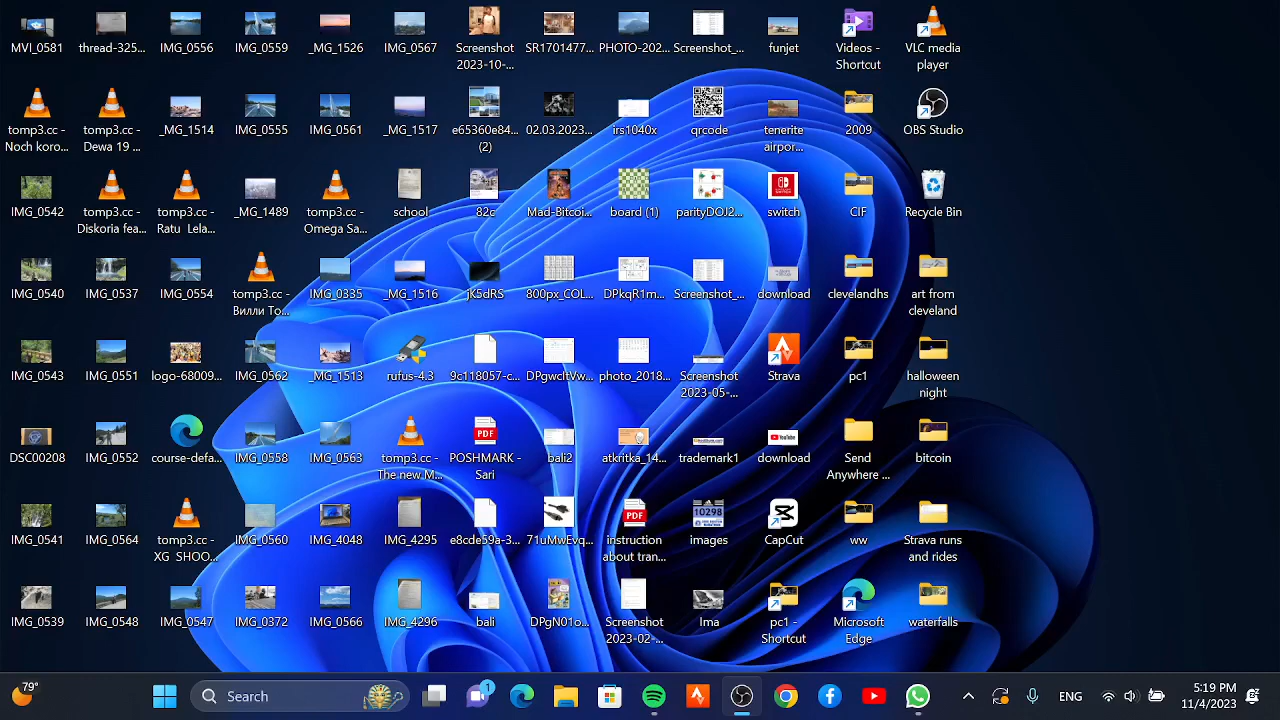 MVI_0581
thread-325...
IMG_0556
IMG_0559
_MG_1526
IMG_0567
Screenshot
2023-10-...
SR1701477...
PHOTO-202...
Screenshot_...
funjet
Videos -
Shortcut
VLC media
player
tomp3.cc -
Noch koro...
tomp3.cc -
Dewa 19 ...
_MG_1514
IMG_0555
IMG_0561
_MG_1517
e65360e84...
(2)
02.03.2023...
irs1040x
qrcode
tenerite
airpor...
2009
OBS Studio
IMG_0542
tomp3.cc -
Diskoria fea...
tomp3.cc -
Ratu Lela...
_MG_1489
tomp3.cc -
Omega Sa...
school
82c
Mad-Bitcoi...
board (1)
parityDOJ2...
switch
CIF
Recycle Bin
IMG_0540
IMG_0537
IMG_0554
tomp3.cc -
Вилли То...
IMG_0335
_MG_1516
jK5dRS
800px_COL...
DPkqR1m...
Screenshot_...
download
clevelandhs
art from
cleveland
IMG_0543
IMG_0551
logo-68009...
IMG_0562
_MG_1513
rufus-4.3
9c118057-c...
DPgwcItVw...
photo_2018...
Screenshot
2023-05-...
Strava
pc1
halloween
night
DSC00208
IMG_0552
course-defa...
IMG_0558
IMG_0563
tomp3.cc -
The new M...
PDF
POSHMARK -
Sari
bali2
atkritka_14...
trademark1
YouTube
download
Send
Anywhere ...
bitcoin
IMG_0541
IMG_0564
tomp3.cc -
XG SHOO...
IMG_0560
IMG_4048
IMG_4295
e8cde59a-3...
71uMwEvq...
PDF
instruction
about tran...
10298
images
CapCut
ww
Strava runs
and rides
IMG_0539
IMG_0548
IMG_0547
IMG_0372
IMG_0566
IMG_4296
bali
DPgN01o...
Screenshot
2023-02-...
Ima
pc1 -
Shortcut
Microsoft
Edge
waterfalls
79°
Search
1
ENG
5:19 PM
11/4/2023